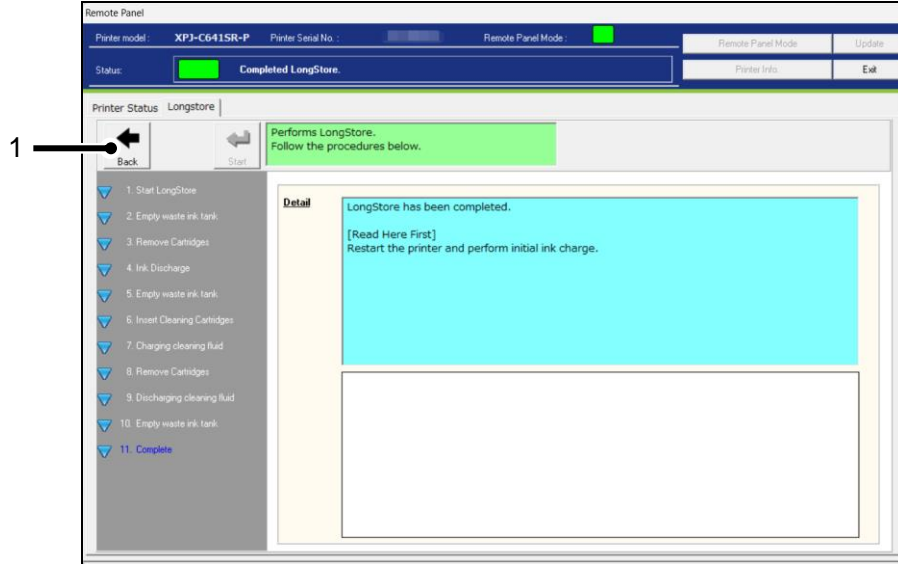 Remote Panel
Printer model : XPJ-C641SR-P Printer Serial No. : Remote Panel Mode :
Remote Panel Mode Update
Status: Completed LongStore.
Printer Info. Exit
Printer Status Longstore
1
Back Start
Performs LongStore.
Follow the procedures below.
1. Start LongStore
2. Empty waste ink tank
3. Remove Cartridges
4. Ink Discharge
5. Empty waste ink tank
6. Insert Cleaning Cartridges
7. Charging cleaning fluid
8. Remove Cartridges
9. Discharging cleaning fluid
10. Empty waste ink tank
11. Complete
Detail
LongStore has been completed.
[Read Here First]
Restart the printer and perform initial ink charge.